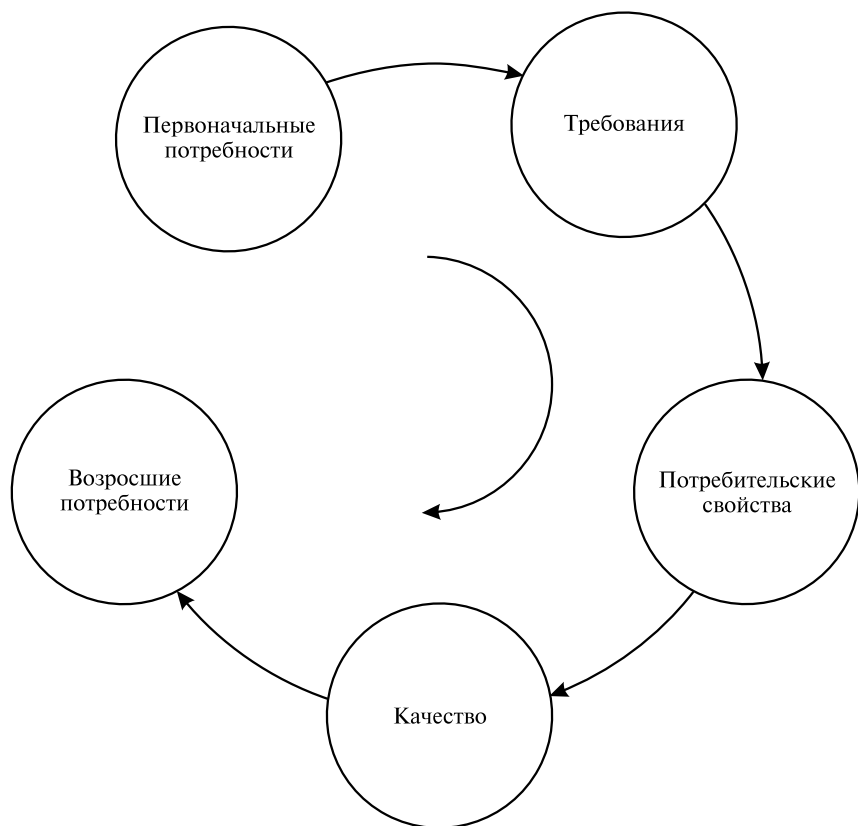 Первоначальные
потребности
Требования
Потребительские
свойства
Качество
Возросшие
потребности